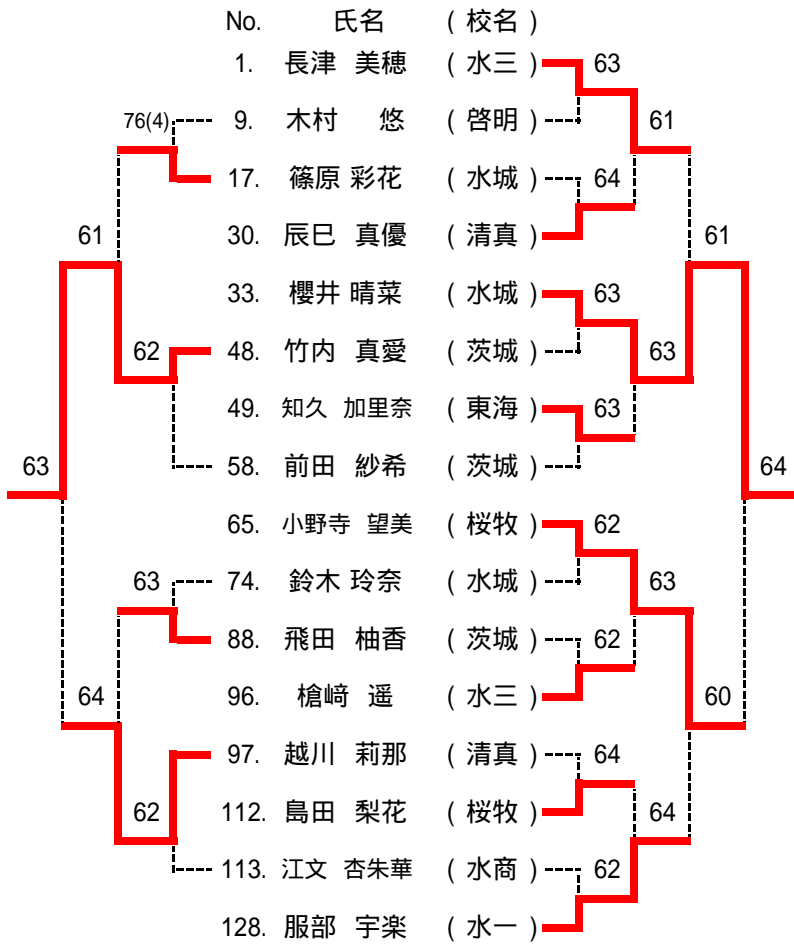 No. 氏名 ( 校名 )
1. 長津 美穂 ( 水三 ) 63
76(4) 9. 木村 悠 ( 啓明 ) 61
17. 篠原 彩花 ( 水城 ) 64
61 30. 辰巳 真優 ( 清真 ) 61
33. 櫻井 晴菜 ( 水城 ) 63
62 48. 竹内 真愛 ( 茨城 ) 63
49. 知久 加里奈 ( 東海 ) 63
63 58. 前田 紗希 ( 茨城 ) 64
65. 小野寺 望美 ( 桜牧 ) 62
63 74. 鈴木 玲奈 ( 水城 ) 63
88. 飛田 柚香 ( 茨城 ) 62
64 96. 槍﨑 遥 ( 水三 ) 60
97. 越川 莉那 ( 清真 ) 64
62 112. 島田 梨花 ( 桜牧 ) 64
113. 江文 杏朱華 ( 水商 ) 62
128. 服部 宇楽 ( 水一 )